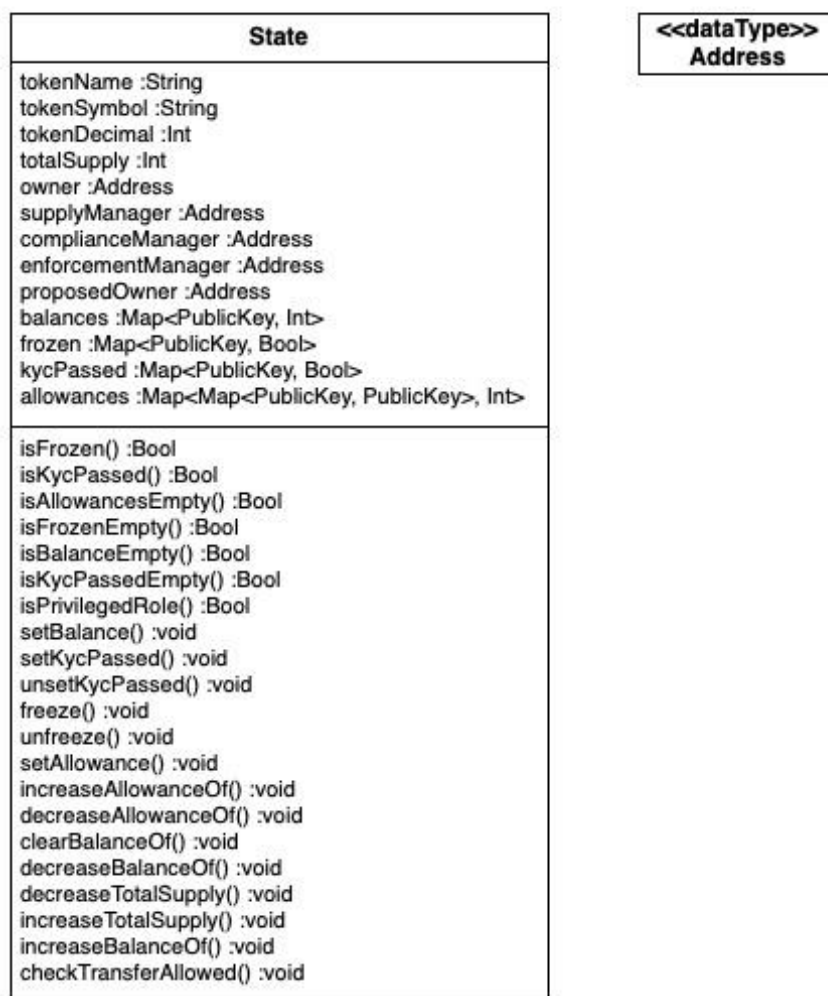 State
tokenName :String
tokenSymbol :String
tokenDecimal :Int
totalSupply :Int
owner :Address
supplyManager :Address
complianceManager :Address
enforcementManager :Address
proposedOwner :Address
balances :Map<PublicKey, Int>
frozen :Map<PublicKey, Bool>
kycPassed :Map<PublicKey, Bool>
allowances :Map<Map<PublicKey, PublicKey>, Int>
isFrozen() :Bool
isKycPassed() :Bool
isAllowancesEmpty() :Bool
isFrozenEmpty() :Bool
isBalanceEmpty() :Bool
isKycPassedEmpty() :Bool
isPrivilegedRole() :Bool
setBalance() :void
setKycPassed() :void
unsetKycPassed() :void
freeze() :void
unfreeze() :void
setAllowance() :void
increaseAllowanceOf() :void
decreaseAllowanceOf() :void
clearBalanceOf() :void
decreaseBalanceOf() :void
decreaseTotalSupply() :void
increaseTotalSupply() :void
increaseBalanceOf() :void
checkTransferAllowed() :void
<<dataType>>
Address